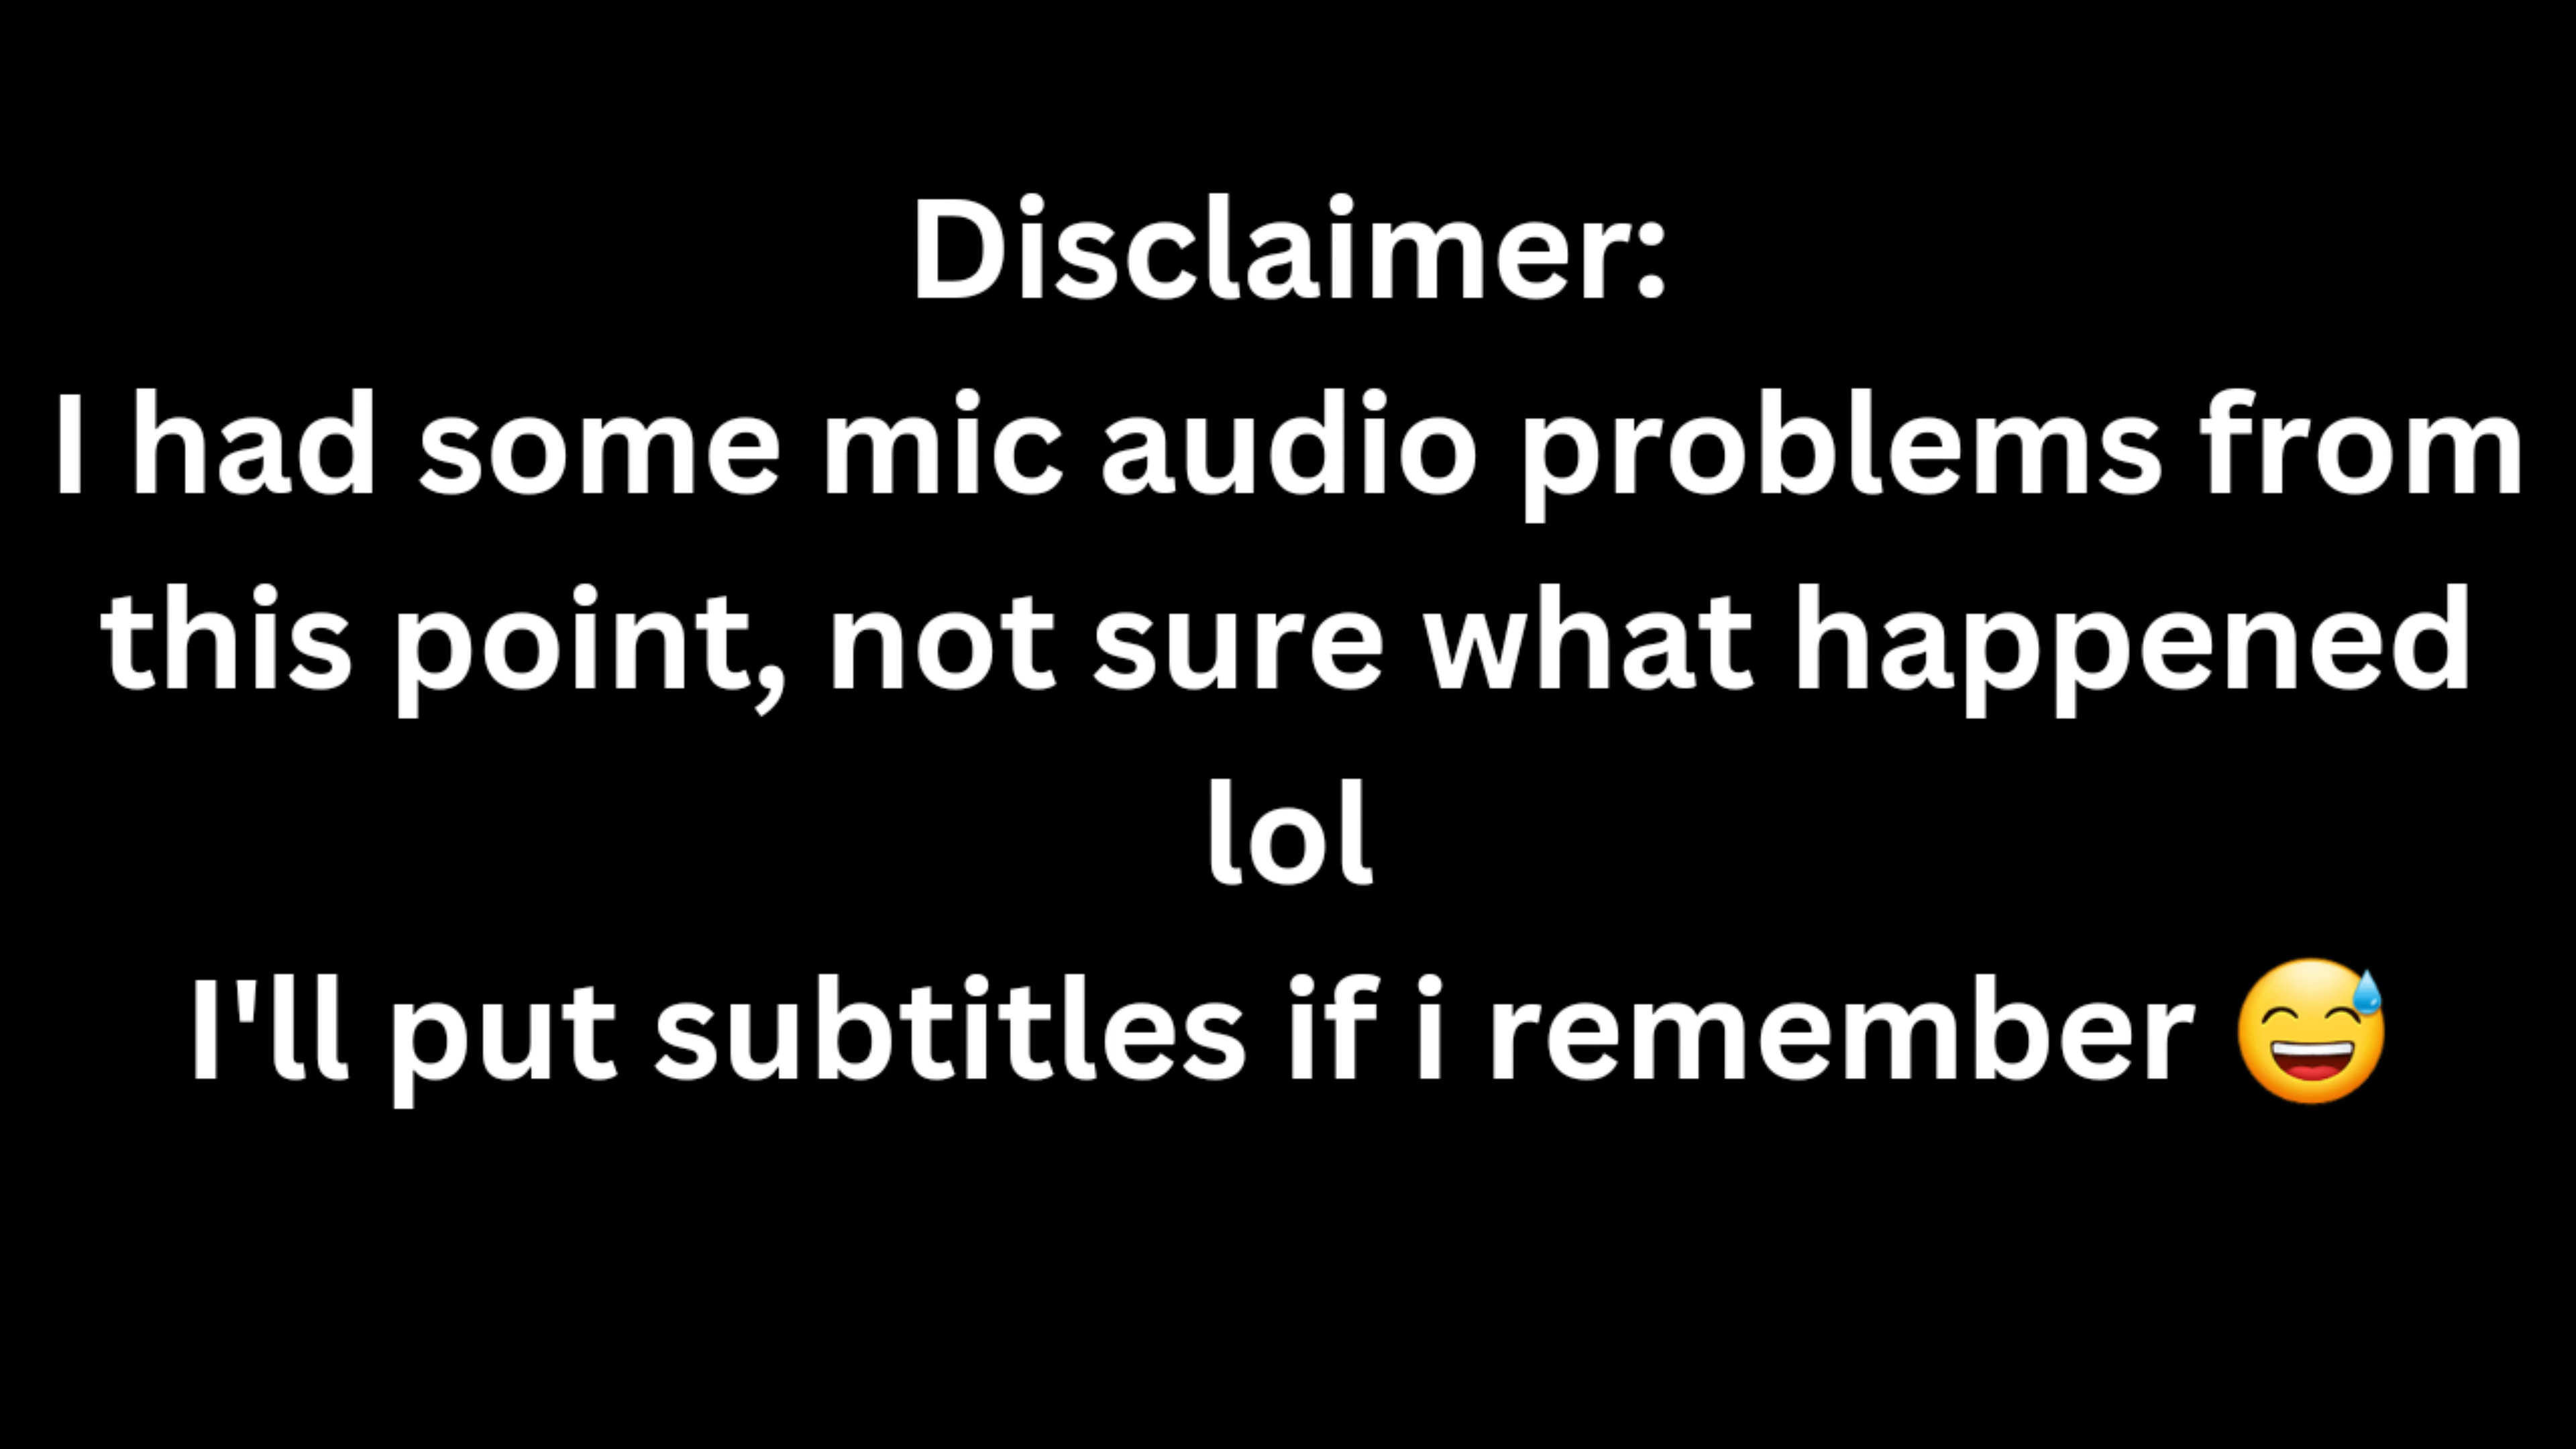 Disclaimer:
I had some mic audio problems from
this point, not sure what happened
lol
I'll put subtitles if i remember 😅